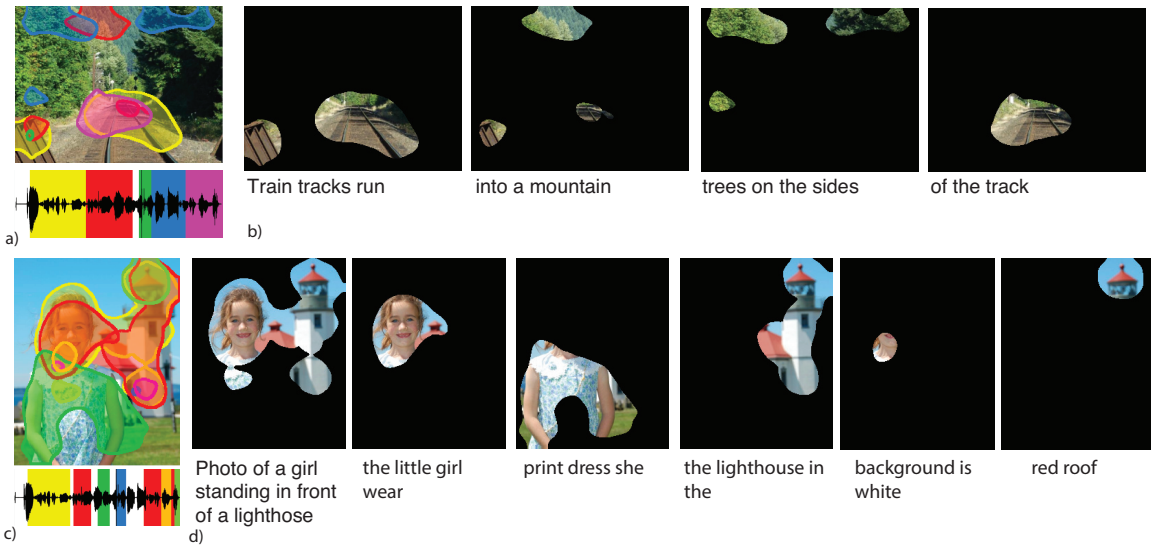 Train tracks run
into a mountain
trees on the sides
of the track
a)
b)
Photo of a girl
standing in front
of a lighthose
the little girl
wear
print dress she
the lighthouse in
the
background is
white
red roof
c)
d)